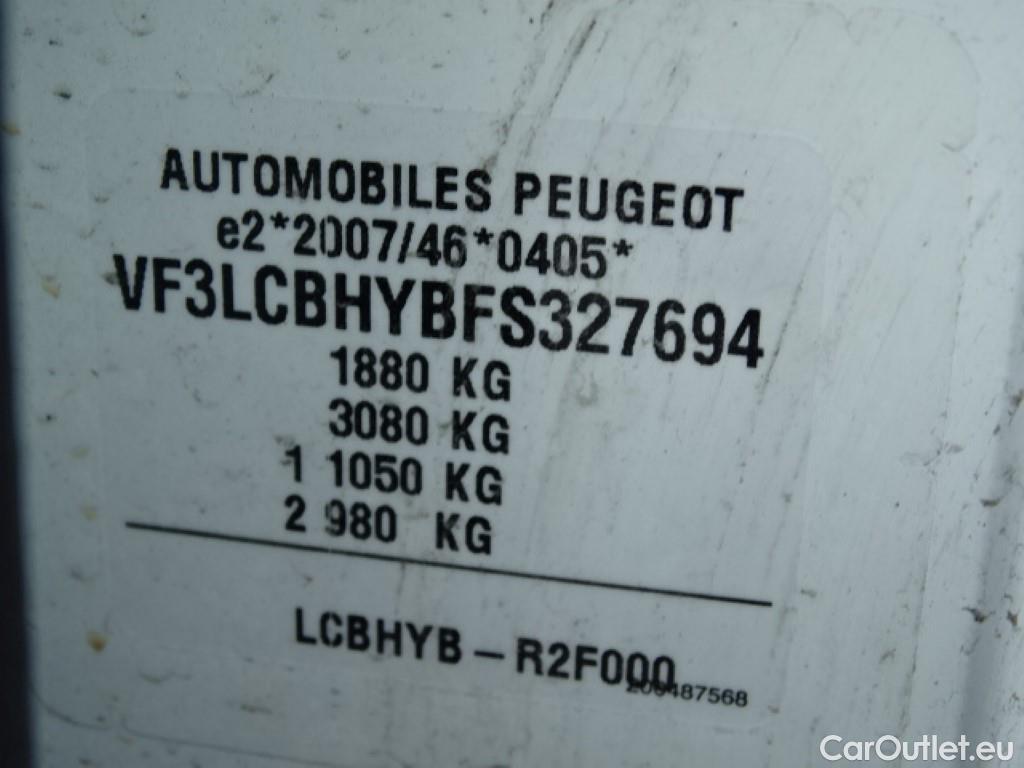 AUTOMOBILES PEUGEOT
e2*2007/46*0405*
VF3LCBHYBFS327694
1880 KG
3080 KG
1 1050 KG
2 980 KG
LCBHYB – R2F000
CarOutlet.eu